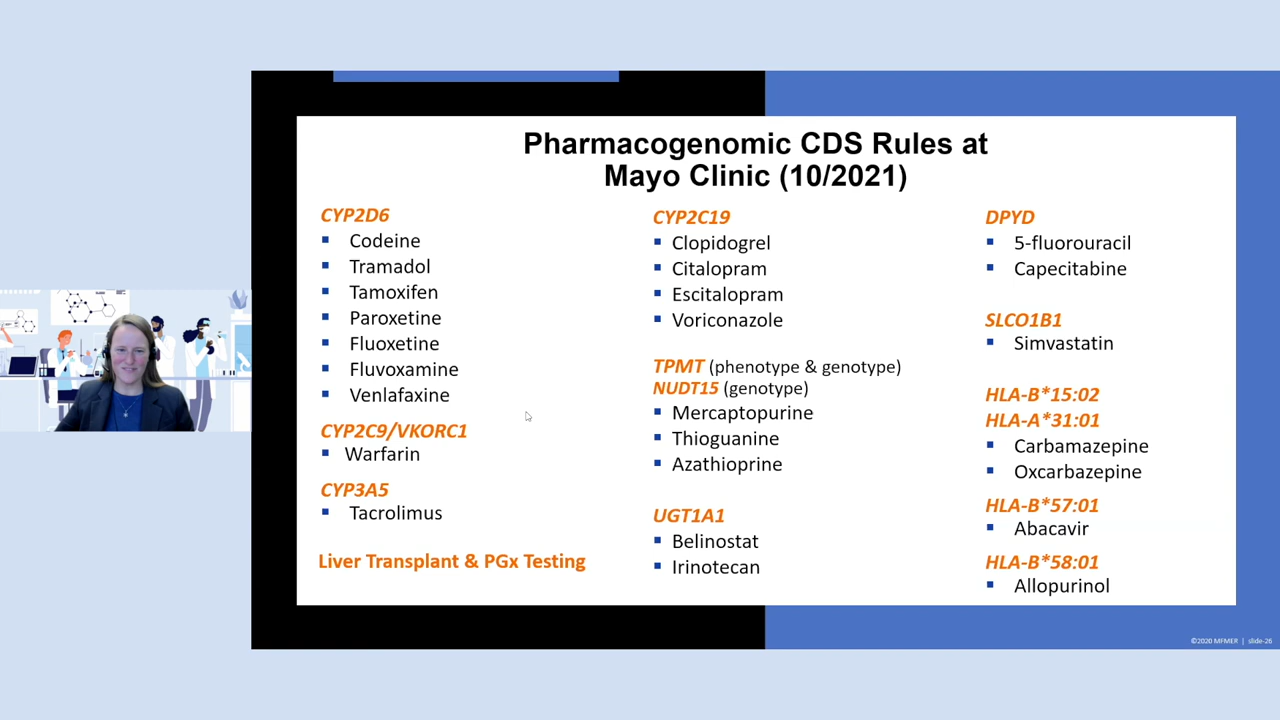 Pharmacogenomic CDS Rules at
Mayo Clinic (10/2021)
CYP2D6
Codeine
Tramadol
Tamoxifen
Paroxetine
Fluoxetine
Fluvoxamine
Venlafaxine
CYP2C9/VKORC1
Warfarin
CYP3A5
Tacrolimus
Liver Transplant & PGx Testing
CYP2C19
Clopidogrel
Citalopram
Escitalopram
Voriconazole
TPMT (phenotype & genotype)
NUDT15 (genotype)
Mercaptopurine
Thioguanine
Azathioprine
UGT1A1
Belinostat
Irinotecan
DPYD
5-fluorouracil
Capecitabine
SLCO1B1
Simvastatin
HLA-B*15:02
HLA-A*31:01
Carbamazepine
Oxcarbazepine
HLA-B*57:01
Abacavir
HLA-B*58:01
Allopurinol
©2020 MFMER | slide-26